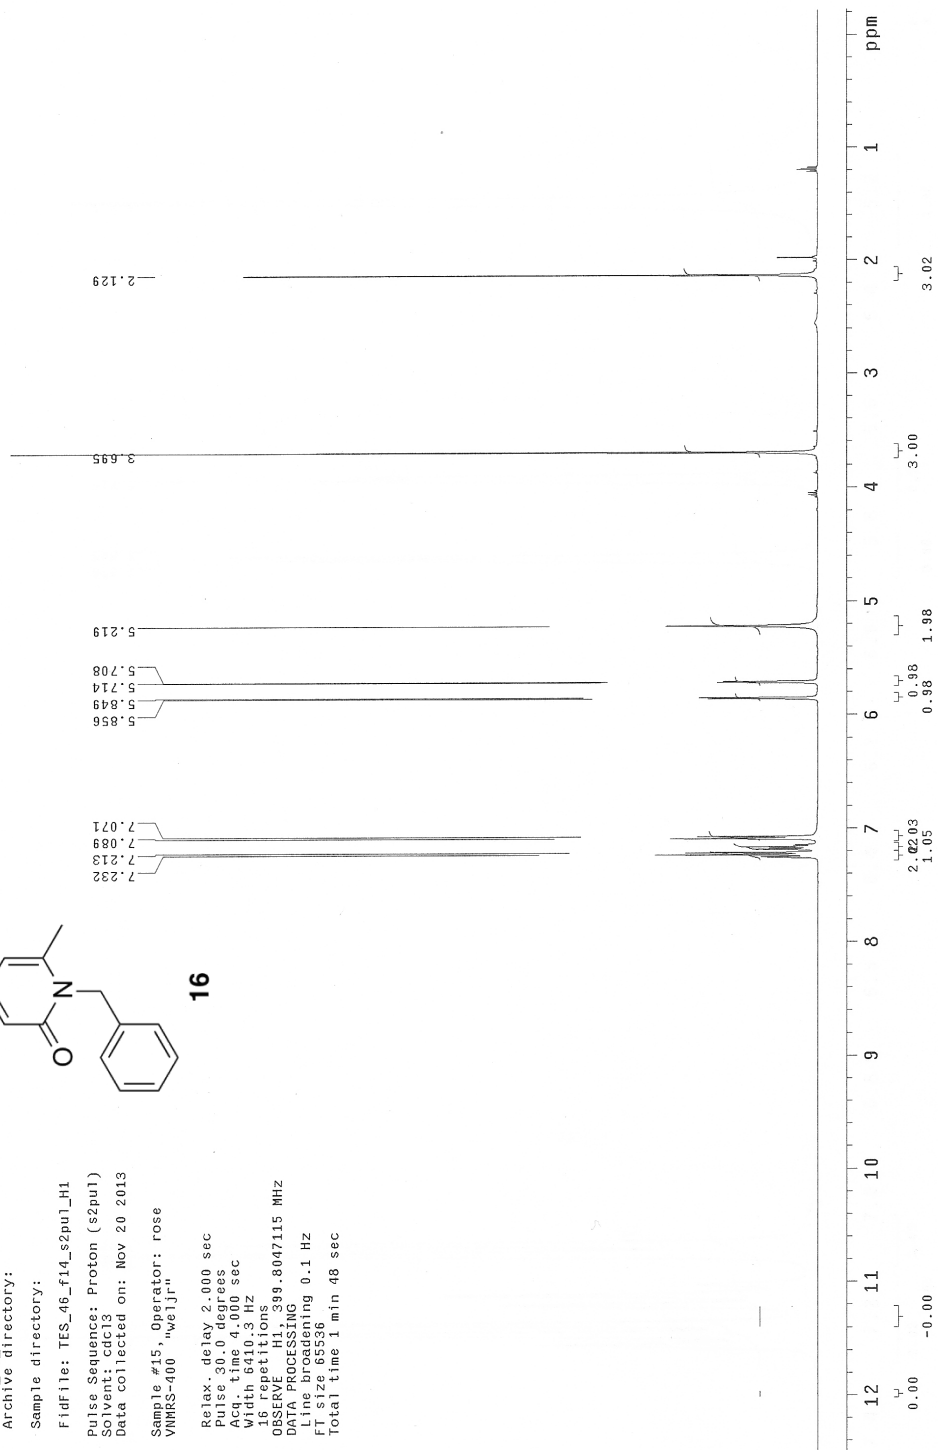 Archive directory:
Sample directory:
FidFile: TES_46_f14_s2pul_H1
Pulse Sequence: Proton (s2pul)
Solvent: cdcl3
Data collected on: Nov 20 2013
Sample #15, Operator: rose
VNMRS-400 "weljr"
Relax. delay 2.000 sec
Pulse 30.0 degrees
Acq. time 4.000 sec
Width 6410.3 Hz
16 repetitions
OBSERVE H1, 399.8047115 MHz
DATA PROCESSING
Line broadening 0.1 Hz
FT size 65536
Total time 1 min 48 sec
O
N
16
7.232
7.213
7.089
7.071
5.856
5.849
5.714
5.708
5.219
3.695
2.129
12 11 10 9 8 7 6 5 4 3 2 1 ppm
0.00
-0.00
1.05
0.98
0.98
1.98
3.00
3.02